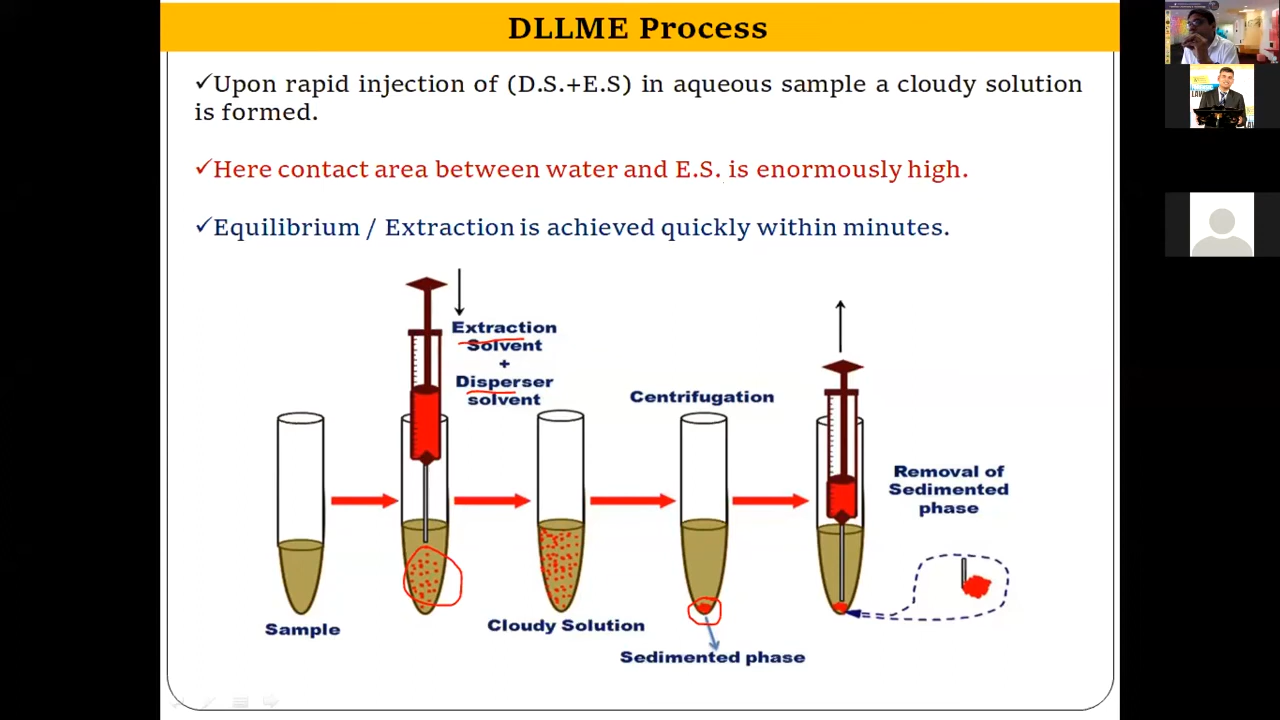 DLLME Process
✓Upon rapid injection of (D.S.+E.S) in aqueous sample a cloudy solution
is formed.
✓Here contact area between water and E.S. is enormously high.
✓Equilibrium / Extraction is achieved quickly within minutes.
Extraction
Solvent
+
Disperser
solvent
Centrifugation
Removal of
Sedimented
phase
Sample
Cloudy Solution
Sedimented phase